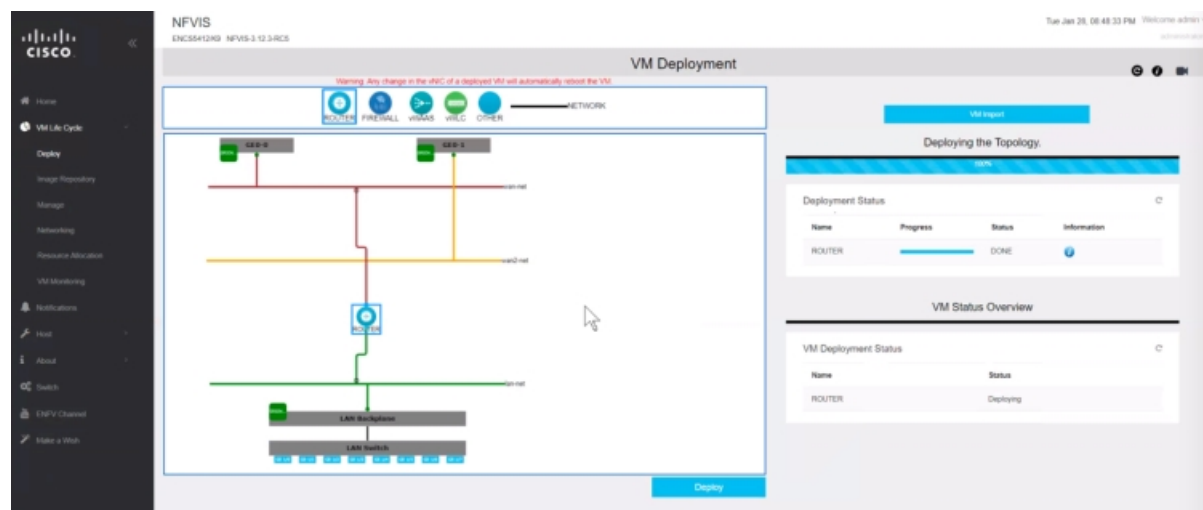 CISCO
NFVIS
ENCS5412/K9 NFVIS-3.12.3-RC5
Tue Jan 28, 08:48:33 PM Welcome admin
VM Deployment
Warning: Any change in the vNIC of a deployed VM will automatically reboot the VM.
ROUTER FIREWALL vWAAS vWLC OTHER NETWORK
Home
VM Life Cycle
Deploy
Image Repository
Manage
Networking
Resource Allocation
VM Monitoring
Notifications
Host
About
Switch
ENFV Channel
Make a Wish
GE0-0
GE0-1
wan-net
wan2-net
ROUTER
lan-net
LAN Backplane
LAN Switch
Deploy
VM Import
Deploying the Topology.
100%
Deployment Status
Name Progress Status Information
ROUTER DONE
VM Status Overview
VM Deployment Status
Name Status
ROUTER Deploying